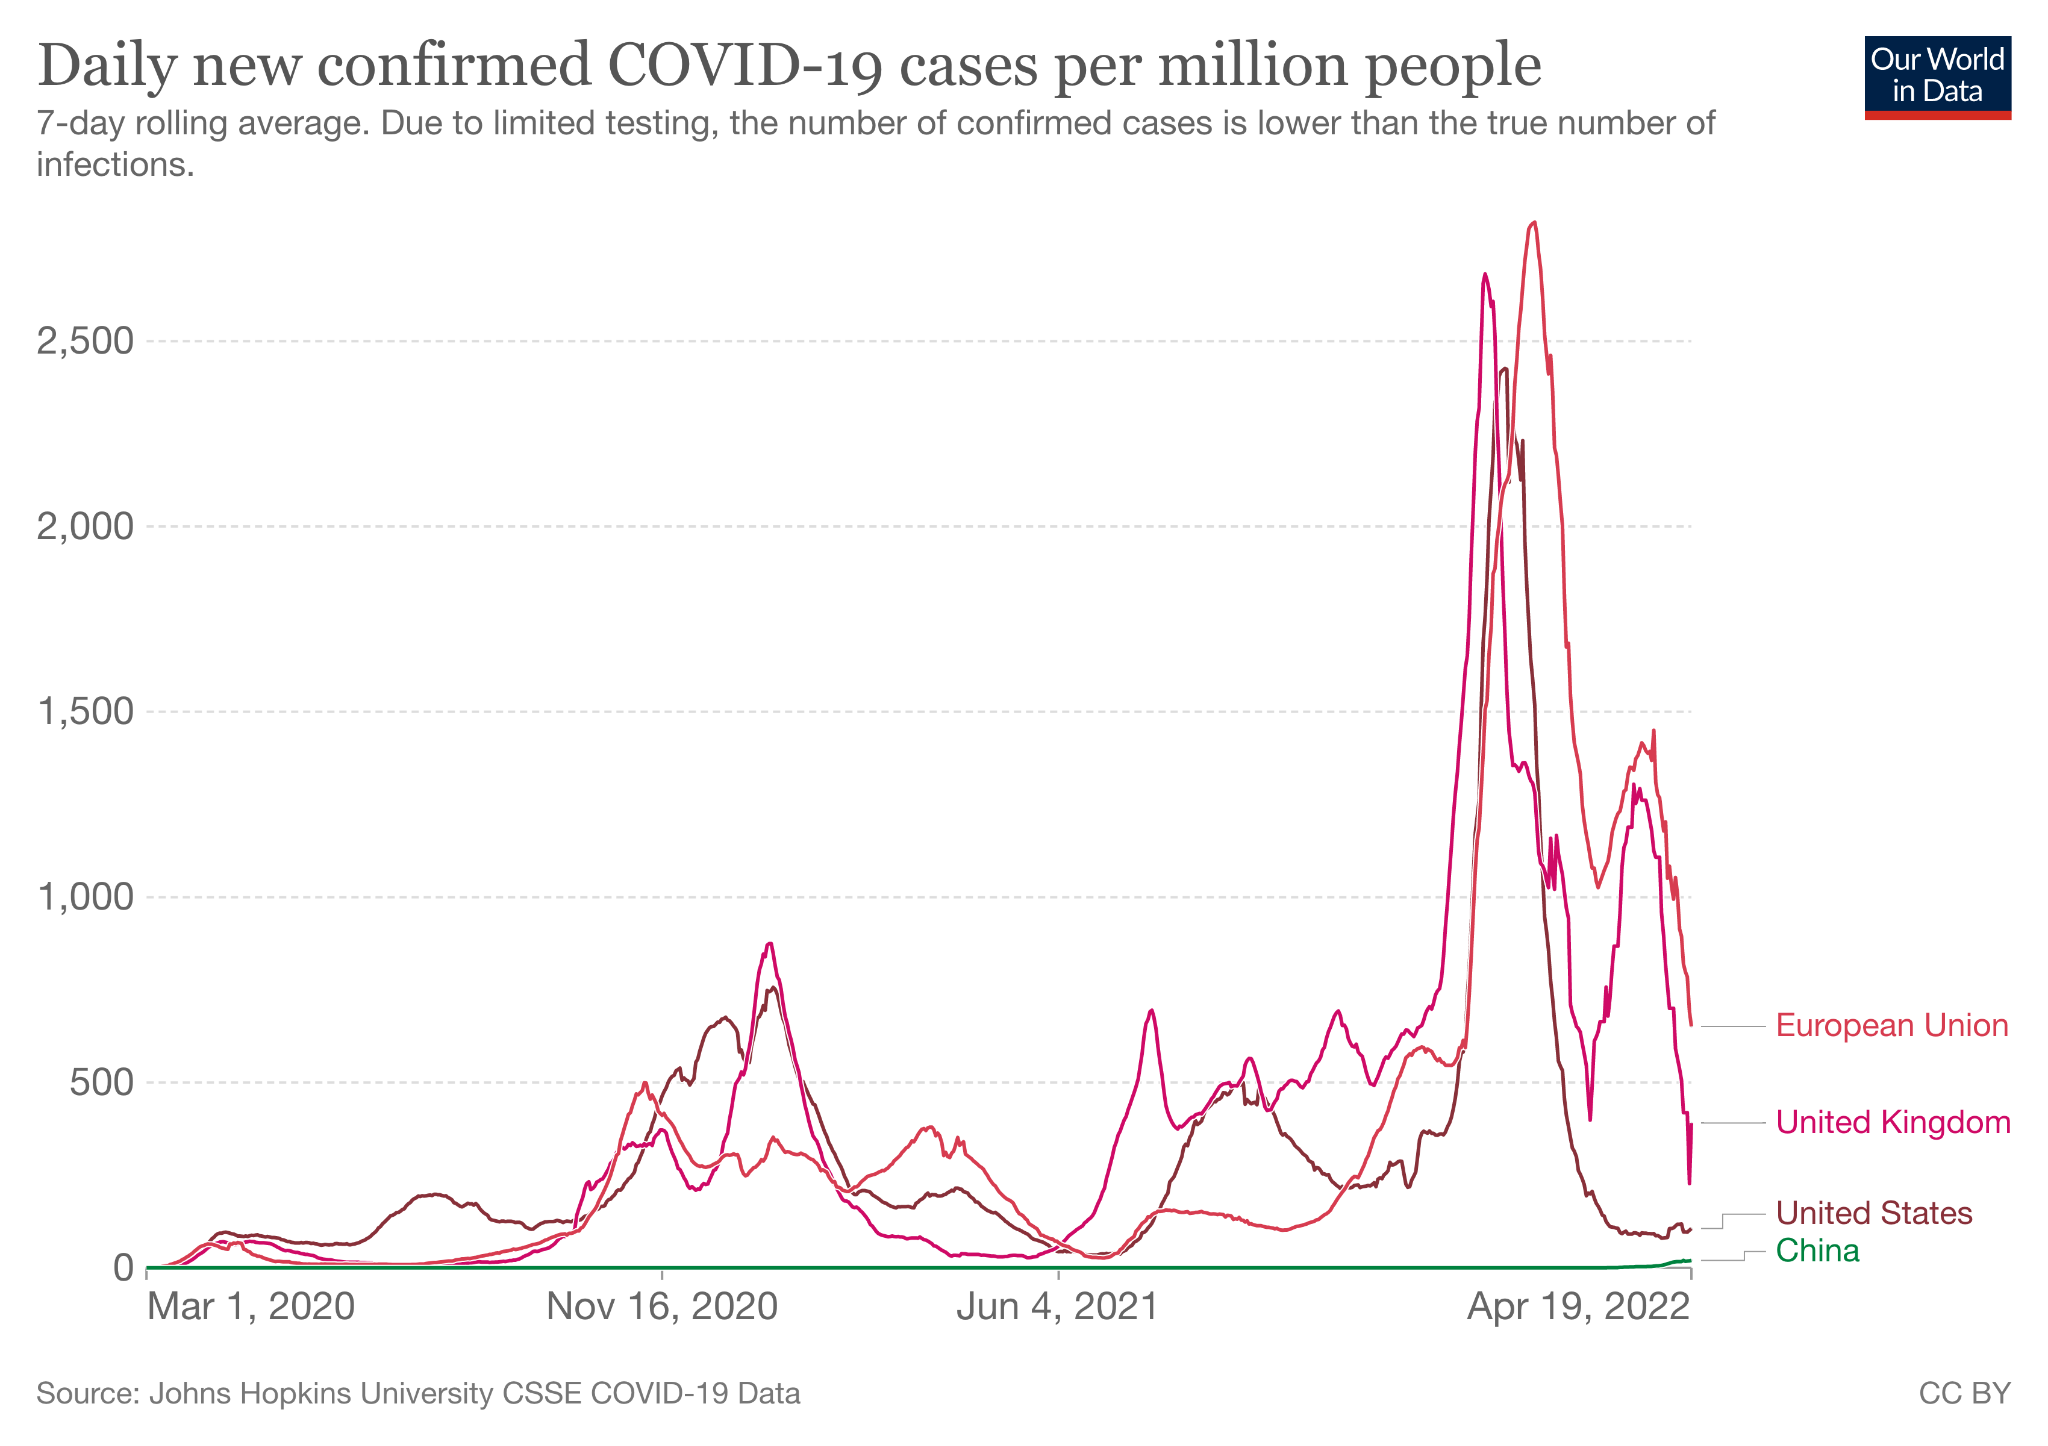 Daily new confirmed COVID-19 cases per million people
Our World
in Data
7-day rolling average. Due to limited testing, the number of confirmed cases is lower than the true number of
infections.
2,500
2,000
1,500
1,000
500
0
European Union
United Kingdom
United States
China
Mar 1, 2020
Nov 16, 2020
Jun 4, 2021
Apr 19, 2022
Source: Johns Hopkins University CSSE COVID-19 Data
CC BY